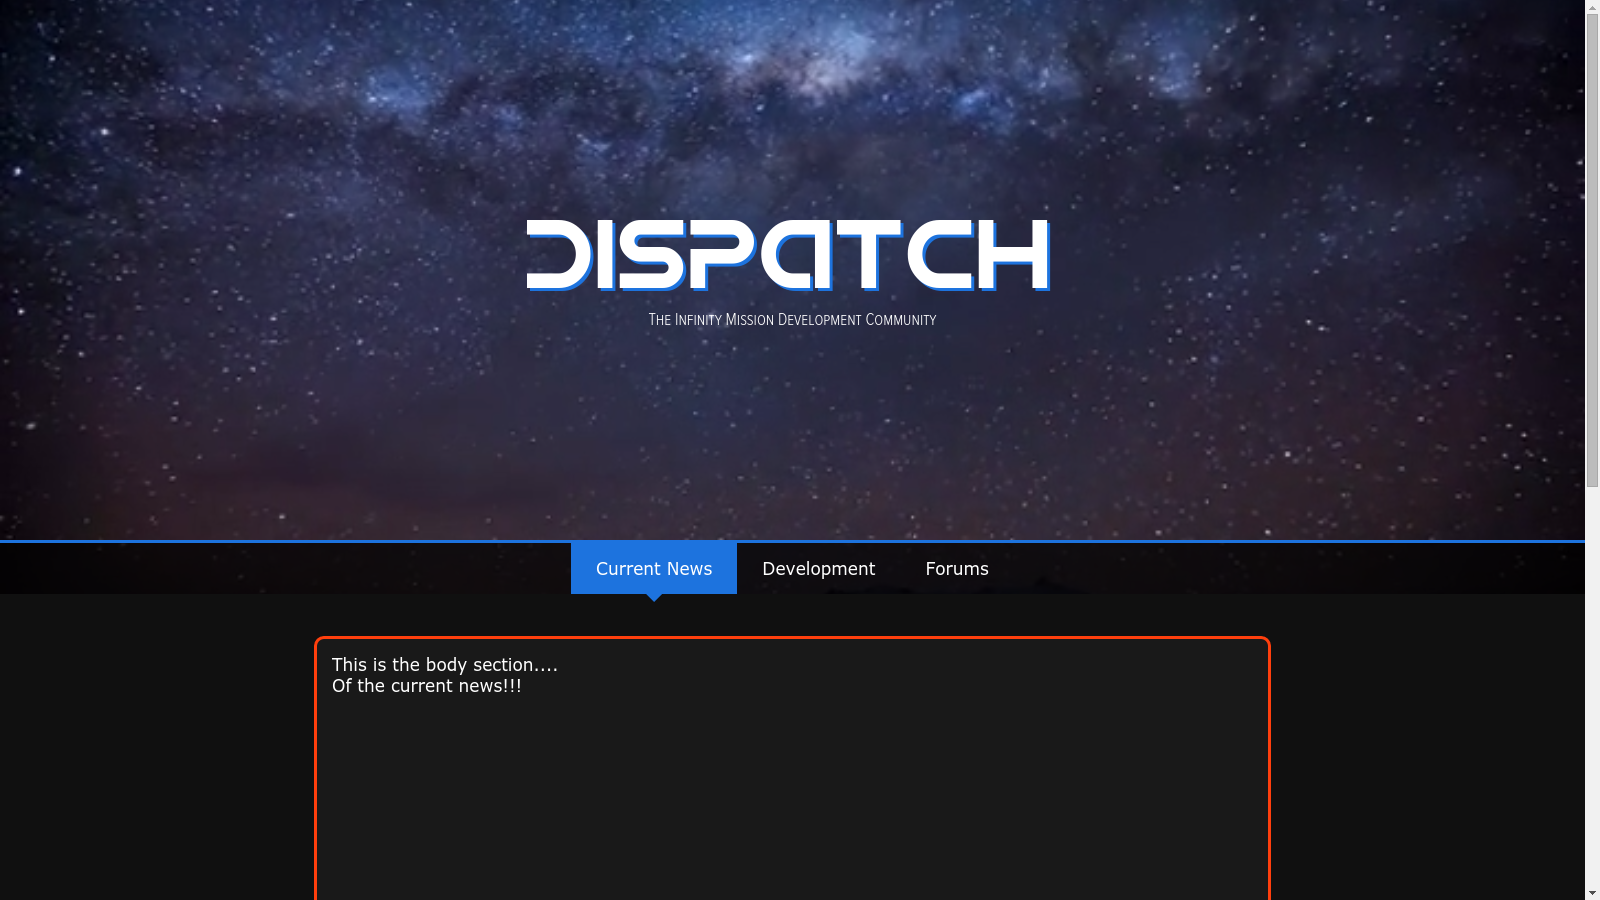 DISPATCH
The Infinity Mission Development Community
Current News
Development
Forums
This is the body section....
Of the current news!!!